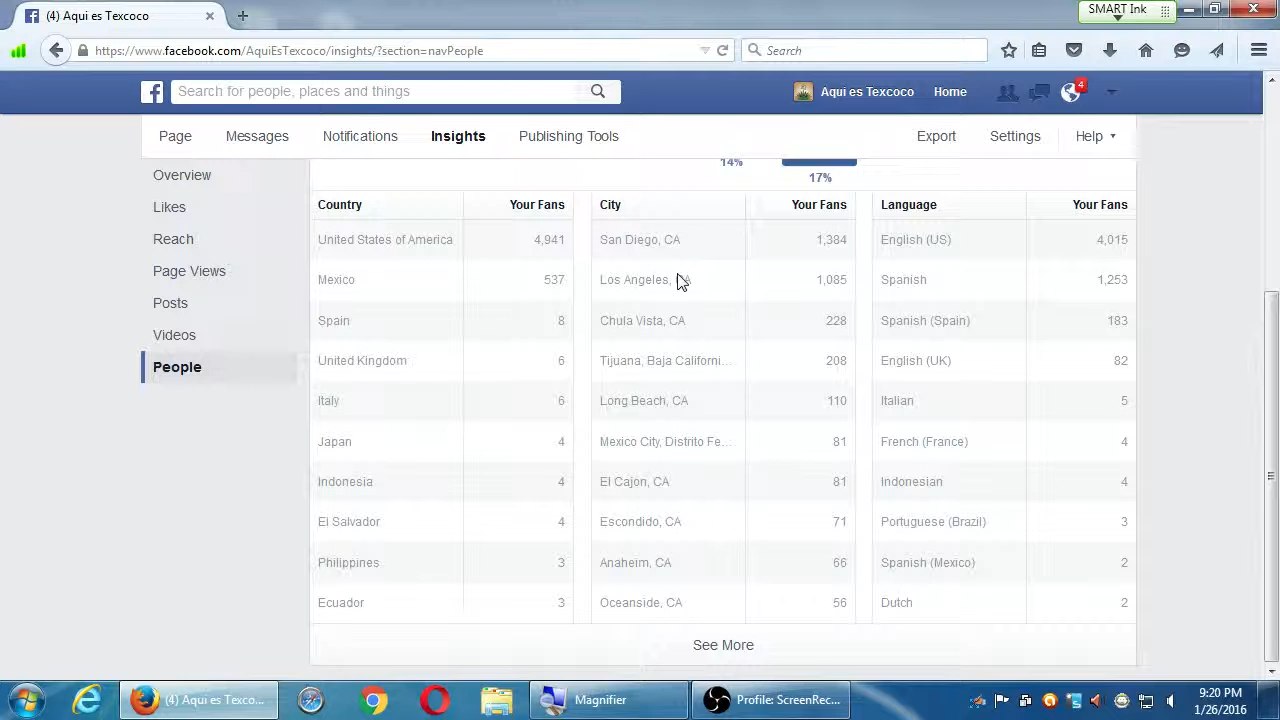 (4) Aqui es Texcoco
SMART Ink
https://www.facebook.com/AquiEsTexcoco/insights/?section=navPeople
Search
Search for people, places and things
Aqui es Texcoco
Home
4
Page
Messages
Notifications
Insights
Publishing Tools
Export
Settings
Help
Overview
Likes
Reach
Page Views
Posts
Videos
People
14%
17%
Country Your Fans City Your Fans Language Your Fans
United States of America 4,941 San Diego, CA 1,384 English (US) 4,015
Mexico 537 Los Angeles, CA 1,085 Spanish 1,253
Spain 8 Chula Vista, CA 228 Spanish (Spain) 183
United Kingdom 6 Tijuana, Baja Californi... 208 English (UK) 82
Italy 6 Long Beach, CA 110 Italian 5
Japan 4 Mexico City, Distrito Fe... 81 French (France) 4
Indonesia 4 El Cajon, CA 81 Indonesian 4
El Salvador 4 Escondido, CA 71 Portuguese (Brazil) 3
Philippines 3 Anaheim, CA 66 Spanish (Mexico) 2
Ecuador 3 Oceanside, CA 56 Dutch 2
See More
(4) Aqui es Texco...
Magnifier
Profile: ScreenRec...
9:20 PM
1/26/2016